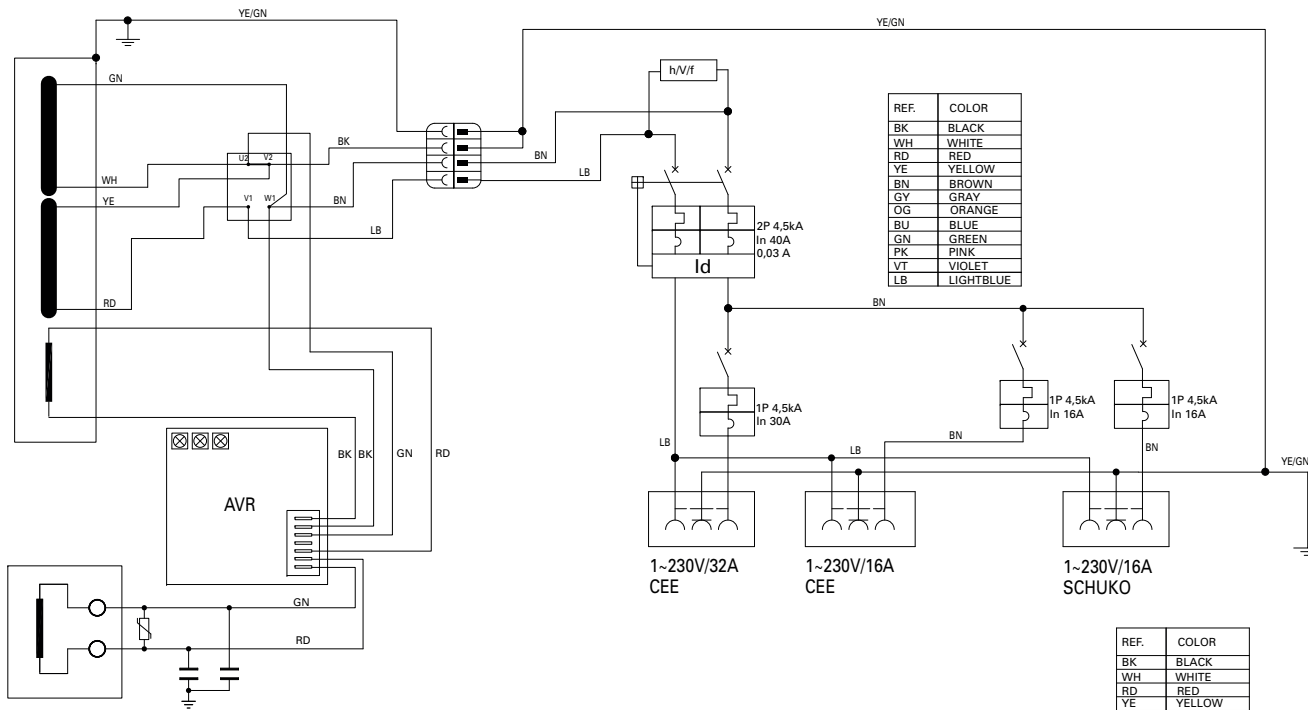 YE/GN
YE/GN
GN
h/V/f
REF. COLOR
BK BLACK
WH WHITE
RD RED
YE YELLOW
BN BROWN
GY GRAY
OG ORANGE
BU BLUE
GN GREEN
PK PINK
VT VIOLET
LB LIGHTBLUE
BK
BN
U2 V2
LB
WH
YE
V1 W1
BN
LB
RD
2P 4,5kA
In 40A
0,03 A
Id
BN
1P 4,5kA
In 30A
1P 4,5kA
In 16A
1P 4,5kA
In 16A
BN
LB
LB
BN
BK
BK
GN
RD
YE/GN
AVR
1~230V/32A
CEE
1~230V/16A
CEE
1~230V/16A
SCHUKO
GN
RD
REF. COLOR
BK BLACK
WH WHITE
RD RED
YE YELLOW